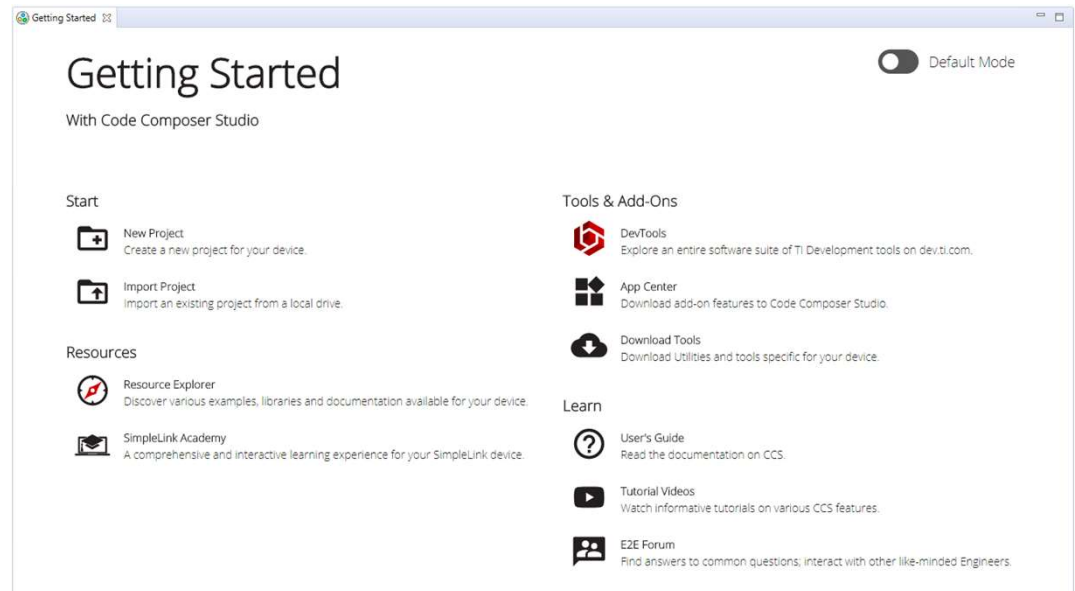 Getting Started
Getting Started
Default Mode
With Code Composer Studio
Start
New Project
Create a new project for your device.
Import Project
Import an existing project from a local drive.
Resources
Resource Explorer
Discover various examples, libraries and documentation available for your device.
SimpleLink Academy
A comprehensive and interactive learning experience for your SimpleLink device.
Tools & Add-Ons
DevTools
Explore an entire software suite of TI Development tools on dev.ti.com.
App Center
Download add-on features to Code Composer Studio.
Download Tools
Download Utilities and tools specific for your device.
Learn
User's Guide
Read the documentation on CCS.
Tutorial Videos
Watch informative tutorials on various CCS features.
E2E Forum
Find answers to common questions; interact with other like-minded Engineers.